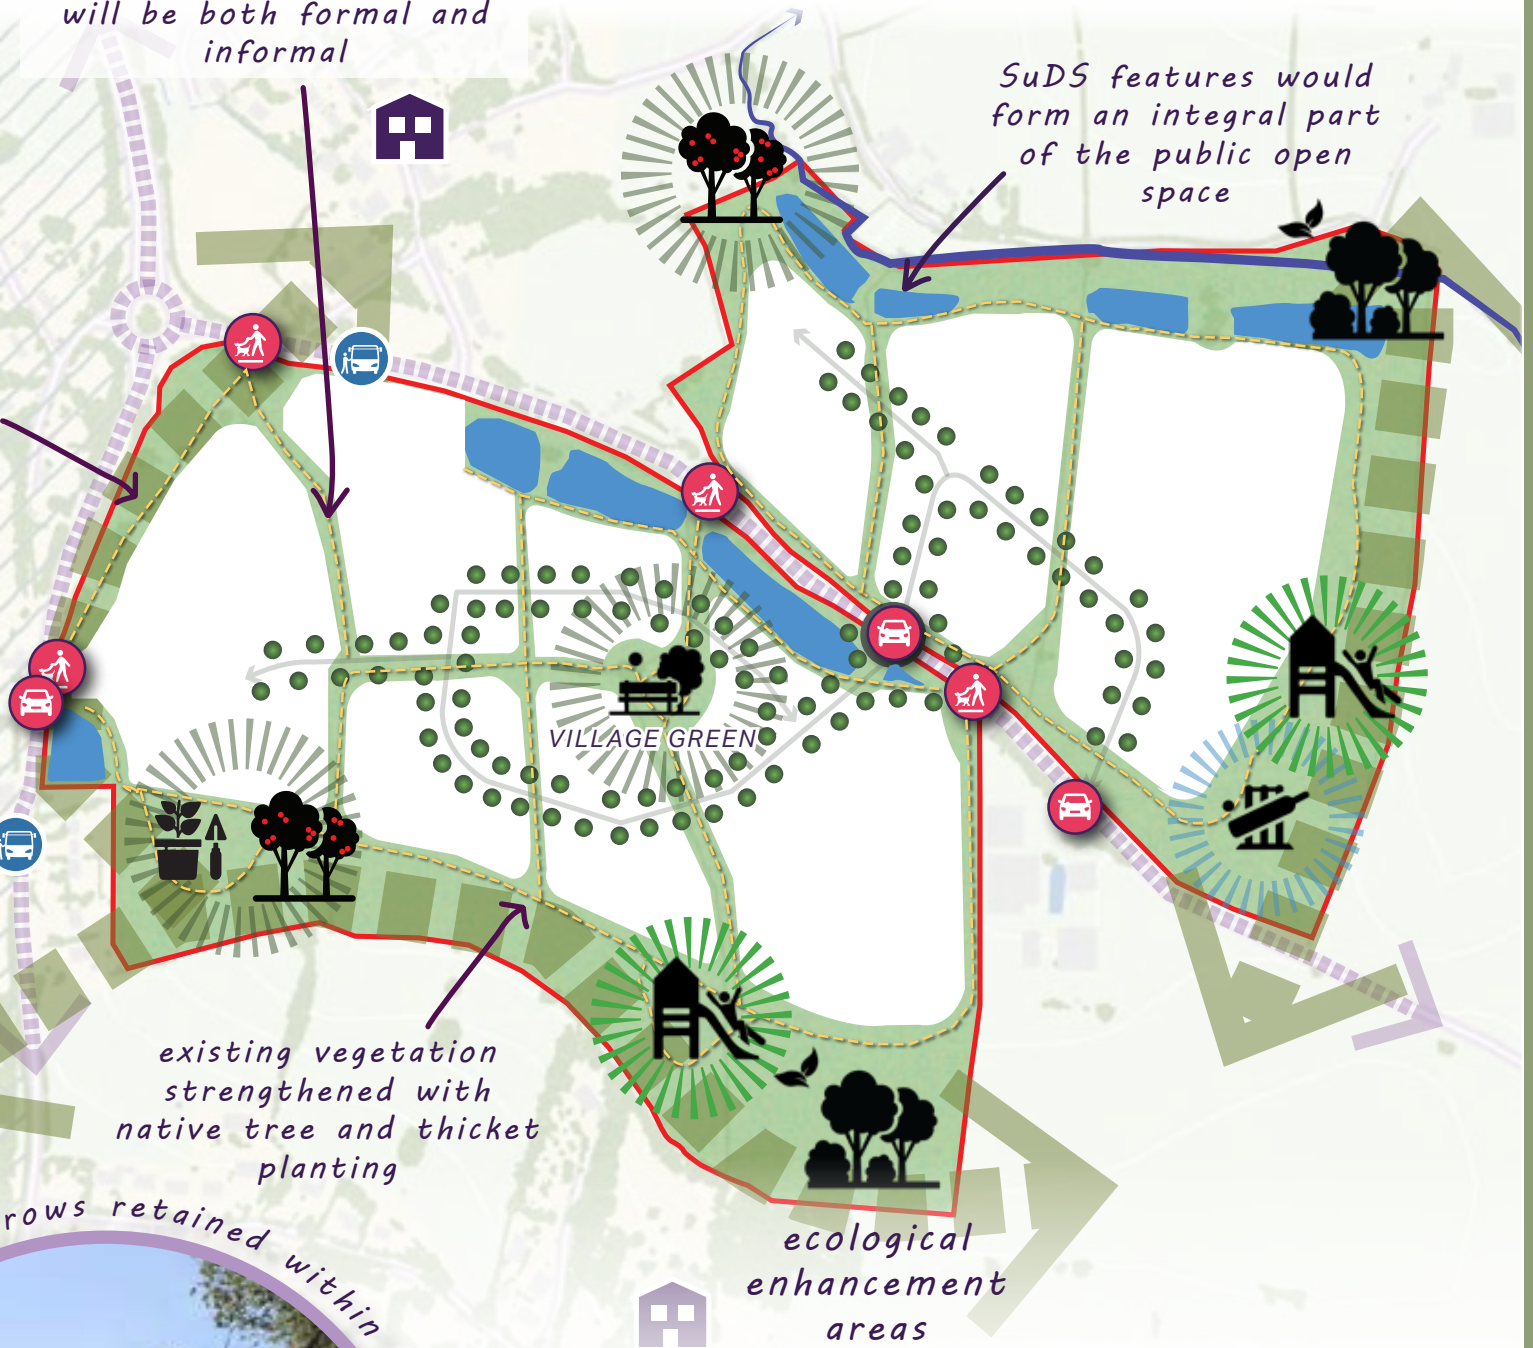 will be both formal and
informal
SuDS features would
form an integral part
of the public open
space
VILLAGE GREEN
existing vegetation
strengthened with
native tree and thicket
planting
rows retained within
ecological
enhancement
areas